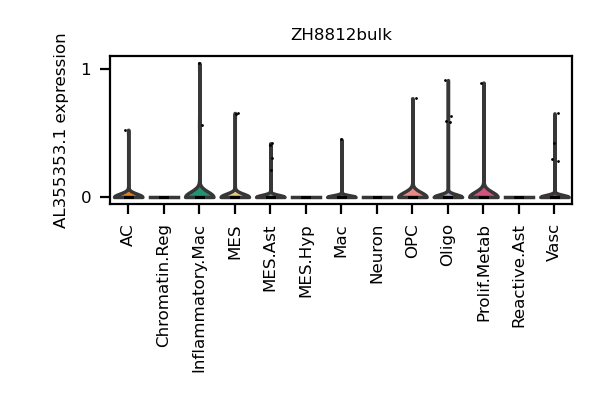 ZH8812bulk
AL355353.1 expression
1
0
AC
Chromatin.Reg
Inflammatory.Mac
MES
MES.Ast
MES.Hyp
Mac
Neuron
OPC
Oligo
Prolif.Metab
Reactive.Ast
Vasc